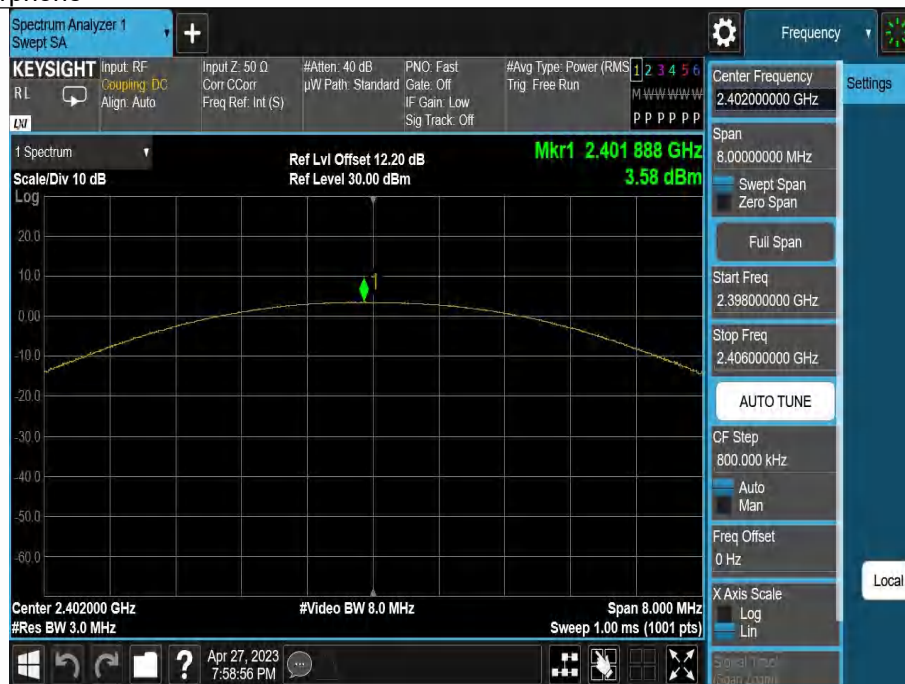 Spectrum Analyzer 1
Swept SA
Frequency
KEYSIGHT
RL
LXI
Input: RF
Coupling: DC
Align: Auto
Input Z: 50 Ω
Corr CCorr
Freq Ref: Int (S)
#Atten: 40 dB
µW Path: Standard
PNO: Fast
Gate: Off
IF Gain: Low
Sig Track: Off
#Avg Type: Power (RMS
Trig: Free Run
1 2 3 4 5 6
M W W W W W
P P P P P P
Center Frequency
2.402000000 GHz
Settings
Span
8.00000000 MHz
Swept Span
Zero Span
Full Span
Start Freq
2.398000000 GHz
Stop Freq
2.406000000 GHz
AUTO TUNE
CF Step
800.000 kHz
Auto
Man
Freq Offset
0 Hz
Local
X Axis Scale
Log
Lin
Signal Track
(Span Zoom)
1 Spectrum
Scale/Div 10 dB
Ref Lvl Offset 12.20 dB
Ref Level 30.00 dBm
Mkr1 2.401 888 GHz
3.58 dBm
Log
20.0
10.0
1
0.00
-10.0
-20.0
-30.0
-40.0
-50.0
-60.0
Center 2.402000 GHz
#Video BW 8.0 MHz
Span 8.000 MHz
#Res BW 3.0 MHz
Sweep 1.00 ms (1001 pts)
Apr 27, 2023
7:58:56 PM